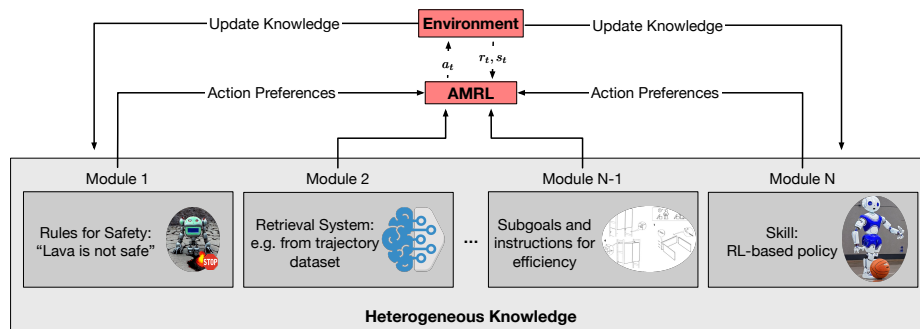 Environment
Update Knowledge
Update Knowledge
a_t
r_t, s_t
AMRL
Action Preferences
Action Preferences
Module 1
Module 2
Module N-1
Module N
Rules for Safety:
“Lava is not safe”
STOP
Retrieval System:
e.g. from trajectory
dataset
...
Subgoals and
instructions for
efficiency
Skill:
RL-based policy
Heterogeneous Knowledge